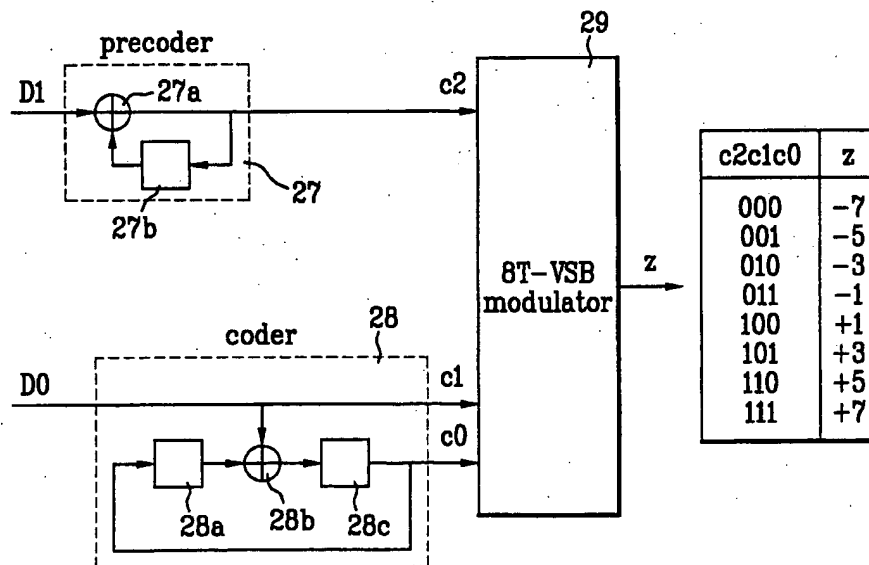 precoder
29
D1
27a
c2
27b
27
c2c1c0 z
000 −7
001 −5
010 −3
011 −1
100 +1
101 +3
110 +5
111 +7
8T-VSB
modulator
z
coder
28
D0
c1
c0
28a
28b
28c